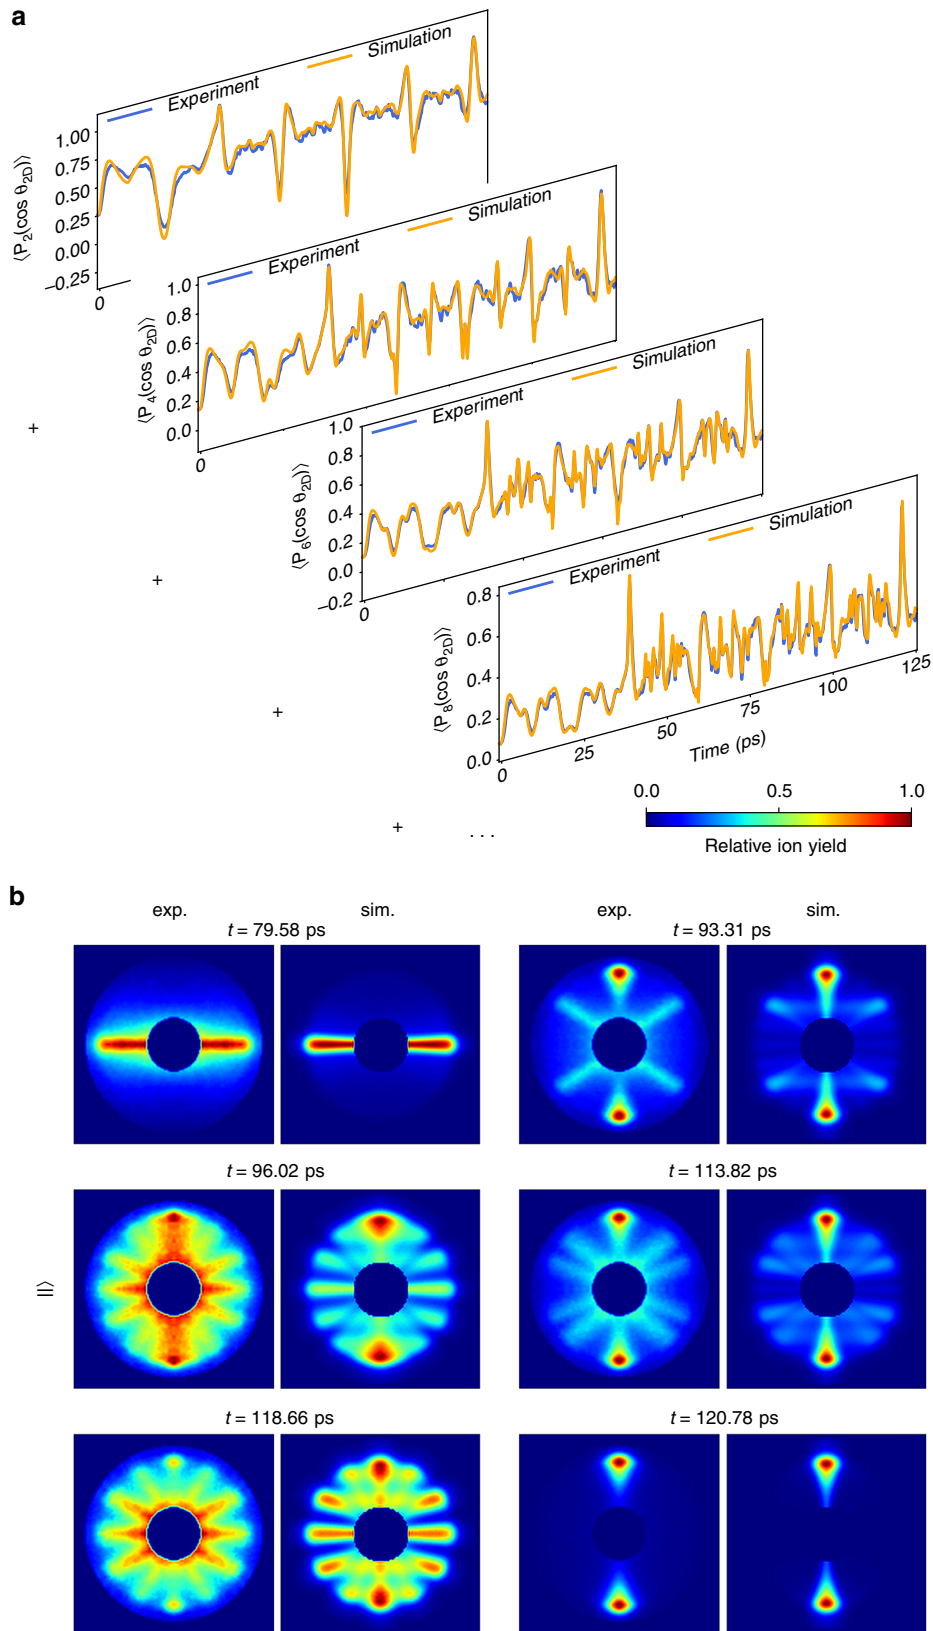 a
Experiment
Simulation
⟨P2(cos θ2D)⟩
1.00
0.75
0.50
0.25
0.00
−0.25
0
Experiment
Simulation
⟨P4(cos θ2D)⟩
1.0
0.8
0.6
0.4
0.2
0.0
0
+
Experiment
Simulation
⟨P6(cos θ2D)⟩
1.0
0.8
0.6
0.4
0.2
0.0
−0.2
0
+
Experiment
Simulation
⟨P8(cos θ2D)⟩
0.8
0.6
0.4
0.2
0.0
0
25
50
75
100
125
Time (ps)
+
+ ...
0.0 0.5 1.0
Relative ion yield
b
exp. sim. exp. sim.
t = 79.58 ps t = 93.31 ps
t = 96.02 ps t = 113.82 ps
||⟩
t = 118.66 ps t = 120.78 ps